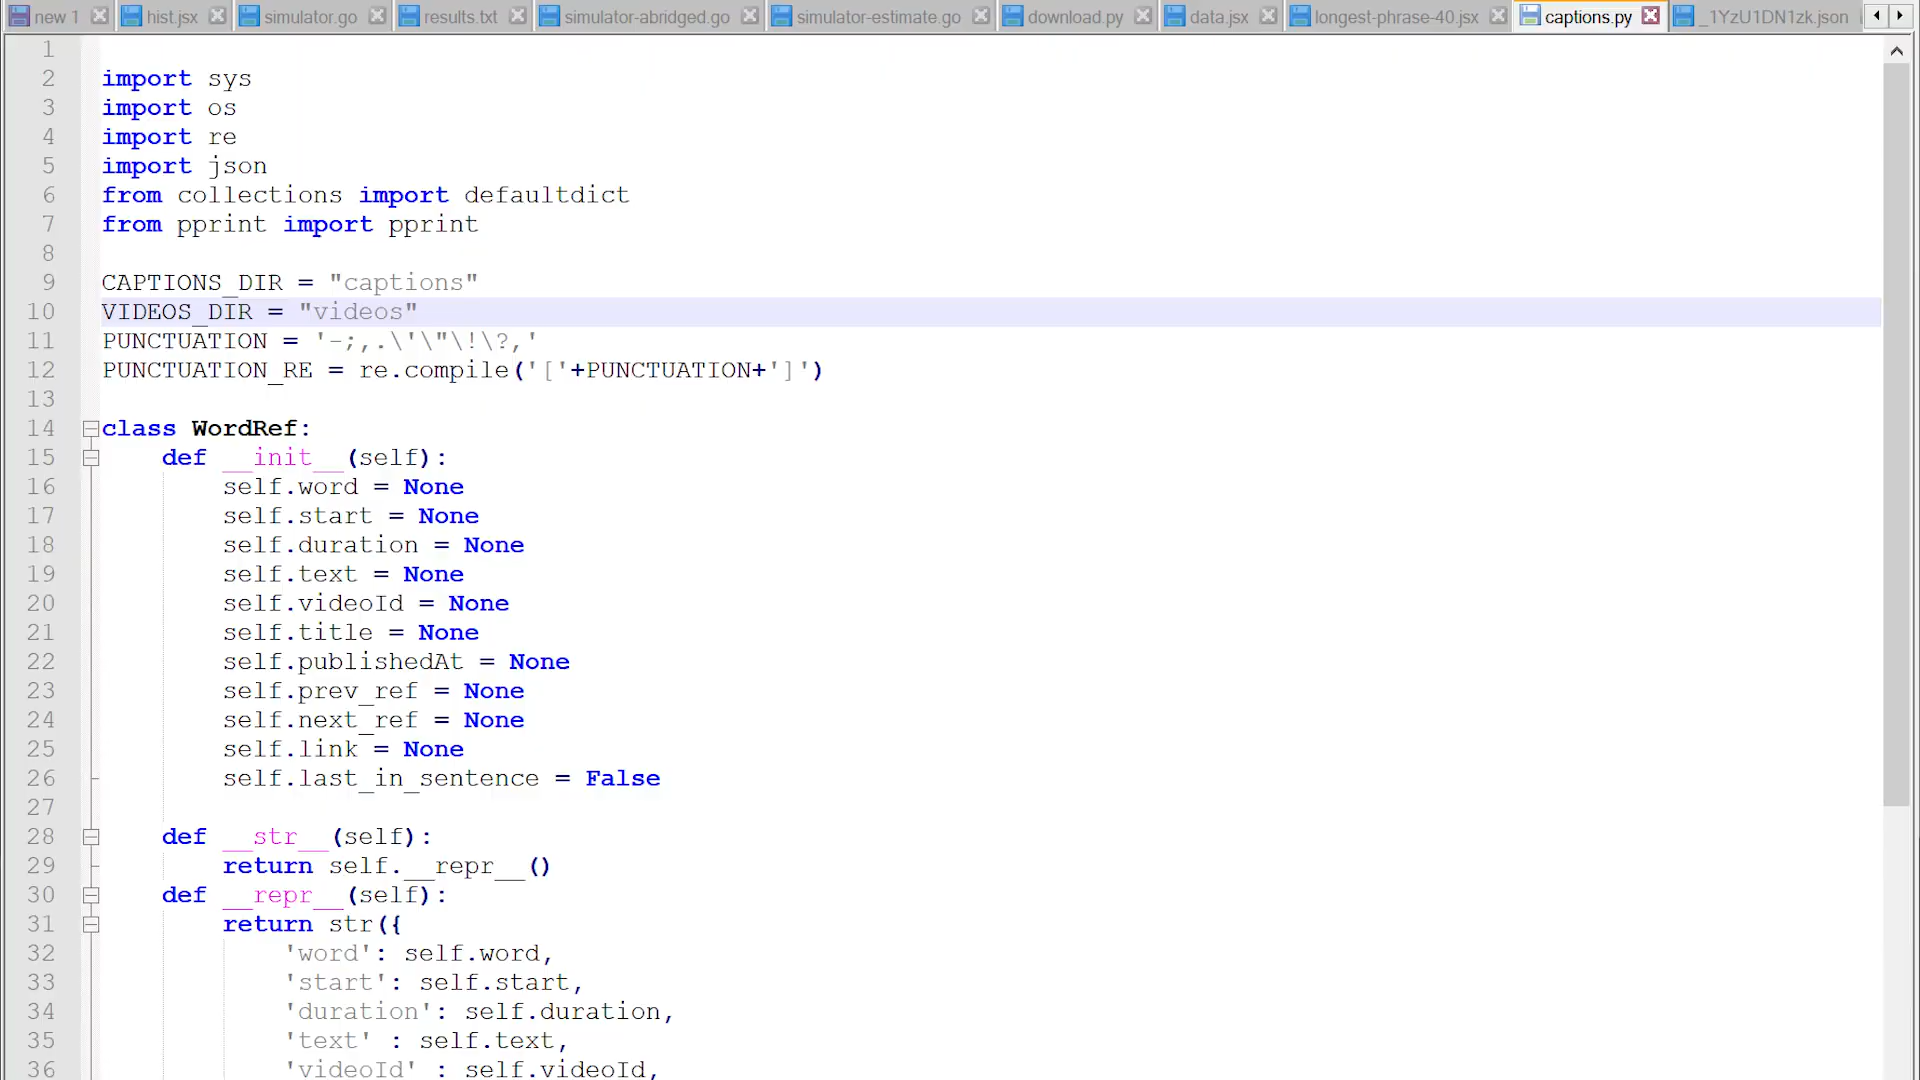 new 1 hist.jsx simulator.go results.txt simulator-abridged.go simulator-estimate.go download.py data.jsx longest-phrase-40.jsx captions.py _1YzU1DN1zk.json
1
2 import sys
3 import os
4 import re
5 import json
6 from collections import defaultdict
7 from pprint import pprint
8
9 CAPTIONS_DIR = "captions"
10 VIDEOS_DIR = "videos"
11 PUNCTUATION = '-;,.\'\"\!\?,'
12 PUNCTUATION_RE = re.compile('['+PUNCTUATION+']')
13
14 class WordRef:
15 def __init__(self):
16 self.word = None
17 self.start = None
18 self.duration = None
19 self.text = None
20 self.videoId = None
21 self.title = None
22 self.publishedAt = None
23 self.prev_ref = None
24 self.next_ref = None
25 self.link = None
26 self.last_in_sentence = False
27
28 def __str__(self):
29 return self.__repr__()
30 def __repr__(self):
31 return str({
32 'word': self.word,
33 'start': self.start,
34 'duration': self.duration,
35 'text' : self.text,
36 'videoId' : self.videoId,